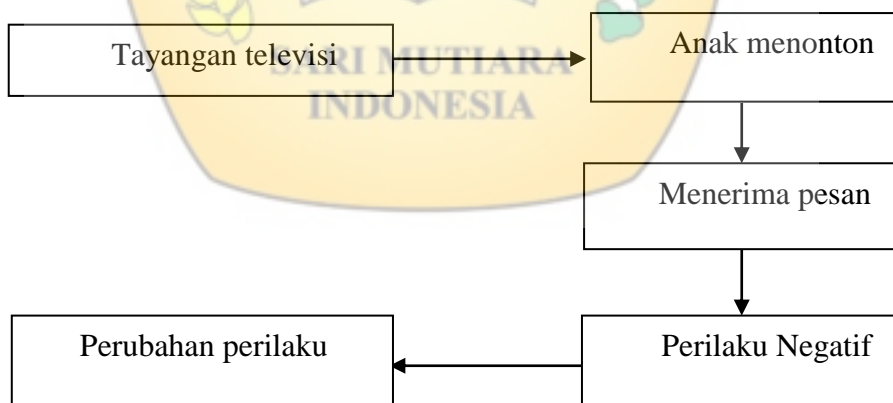 Tayangan televisi
Anak menonton
SARI MUTIARA
INDONESIA
Menerima pesan
Perubahan perilaku
Perilaku Negatif